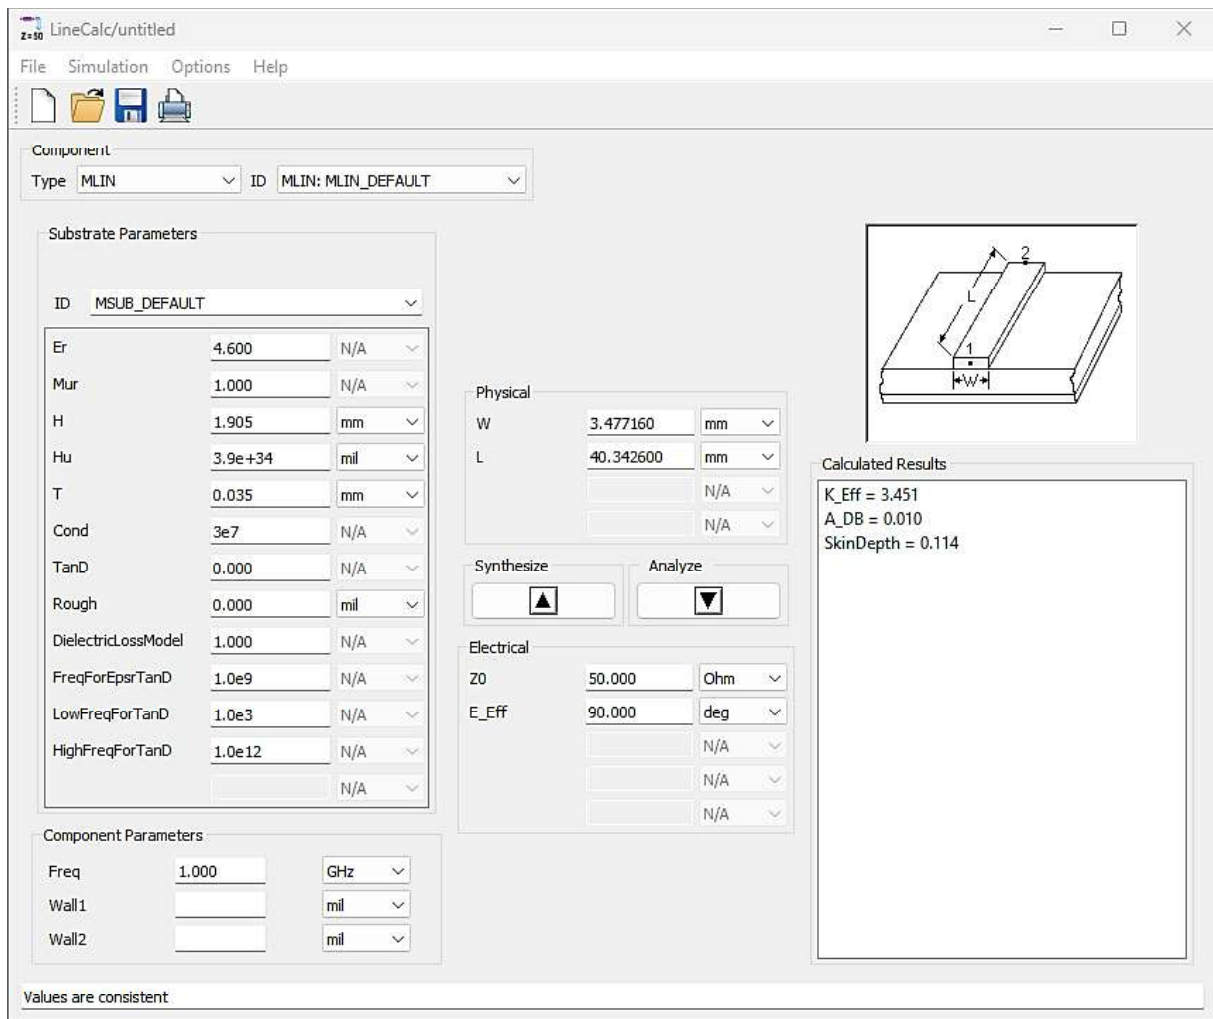 Z=50 LineCalc/untitled
File Simulation Options Help
Component
Type MLIN ID MLIN: MLIN_DEFAULT
Substrate Parameters
ID MSUB_DEFAULT
Er 4.600 N/A
Mur 1.000 N/A
H 1.905 mm
Hu 3.9e+34 mil
T 0.035 mm
Cond 3e7 N/A
TanD 0.000 N/A
Rough 0.000 mil
DielectricLossModel 1.000 N/A
FreqForEpsrTanD 1.0e9 N/A
LowFreqForTanD 1.0e3 N/A
HighFreqForTanD 1.0e12 N/A
N/A
Component Parameters
Freq 1.000 GHz
Wall1 mil
Wall2 mil
Physical
W 3.477160 mm
L 40.342600 mm
N/A
N/A
Synthesize Analyze
Electrical
Z0 50.000 Ohm
E_Eff 90.000 deg
N/A
N/A
N/A
2
L
1
W
Calculated Results
K_Eff = 3.451
A_DB = 0.010
SkinDepth = 0.114
Values are consistent